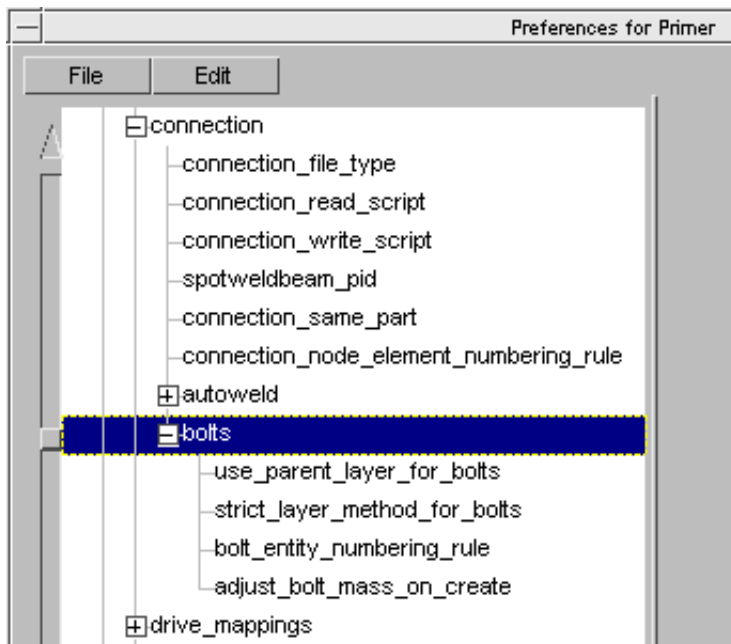 Preferences for Primer
File Edit
connection
connection_file_type
connection_read_script
connection_write_script
spotweldbeam_pid
connection_same_part
connection_node_element_numbering_rule
autoweld
bolts
use_parent_layer_for_bolts
strict_layer_method_for_bolts
bolt_entity_numbering_rule
adjust_bolt_mass_on_create
drive_mappings